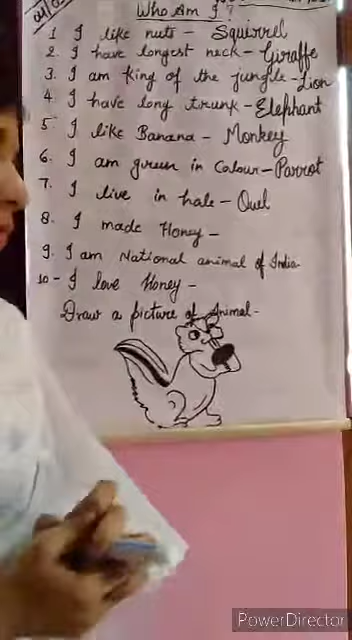 Who Am I?
1 I like nuts - Squirrel
2. I have longest neck - Giraffe
3. I am King of the jungle - Lion
4. I have long trunk - Elephant
5. I like Banana - Monkey
6. I am green in Colour - Parrot
7. I live in hale - Owl
8. I made Honey -
9. I am National animal of India
10 - I love Honey -
Draw a picture of Animal -
PowerDirector